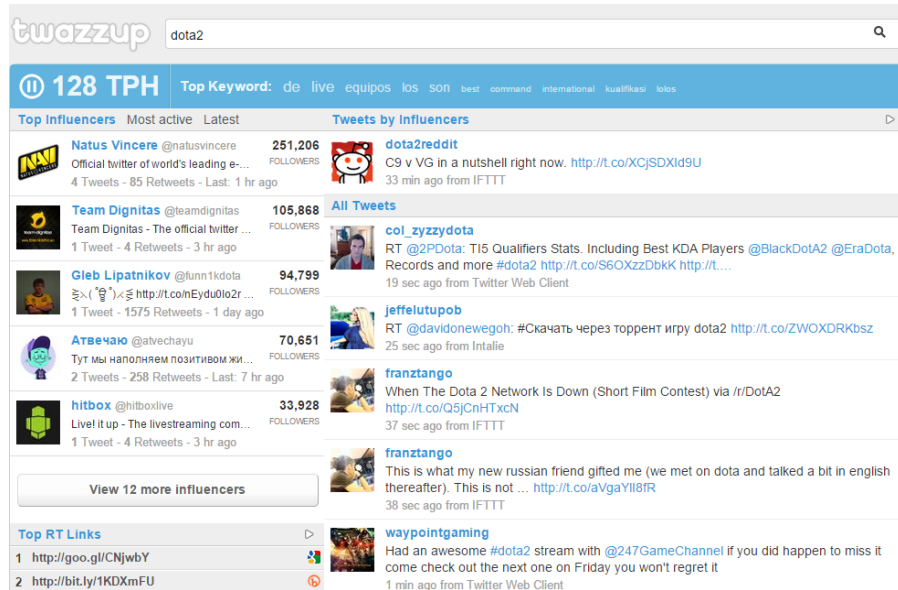 twazzup
dota2
128 TPH
Top Keyword: de live equipos los son best command international kualifikasi lolos
Top Influencers Most active Latest
Natus Vincere @natusvincere 251,206
Official twitter of world's leading e-... FOLLOWERS
4 Tweets - 85 Retweets - Last: 1 hr ago
Team Dignitas @teamdignitas 105,868
Team Dignitas - The official twitter ... FOLLOWERS
1 Tweet - 4 Retweets - 3 hr ago
Gleb Lipatnikov @funn1kdota 94,799
http://t.co/nEydu0lo2r ... FOLLOWERS
1 Tweet - 1575 Retweets - 1 day ago
Атвечаю @atvechayu 70,651
Тут мы наполняем позитивом жи... FOLLOWERS
2 Tweets - 258 Retweets - Last: 7 hr ago
hitbox @hitboxlive 33,928
Live! it up - The livestreaming com... FOLLOWERS
1 Tweet - 4 Retweets - 3 hr ago
View 12 more influencers
Top RT Links
1 http://goo.gl/CNjwbY
2 http://bit.ly/1KDXmFU
Tweets by Influencers
dota2reddit
C9 v VG in a nutshell right now. http://t.co/XCjSDXId9U
33 min ago from IFTTT
All Tweets
col_zyzzydota
RT @2PDota: TI5 Qualifiers Stats. Including Best KDA Players @BlackDotA2 @EraDota,
Records and more #dota2 http://t.co/S6OXzzDbkK http://t....
19 sec ago from Twitter Web Client
jeffelutupob
RT @davidonewegoh: #Скачать через торрент игру dota2 http://t.co/ZWOXDRKbsz
25 sec ago from Intalie
franztango
When The Dota 2 Network Is Down (Short Film Contest) via /r/DotA2
http://t.co/Q5jCnHTxcN
37 sec ago from IFTTT
franztango
This is what my new russian friend gifted me (we met on dota and talked a bit in english
thereafter). This is not ... http://t.co/aVgaYll8fR
38 sec ago from IFTTT
waypointgaming
Had an awesome #dota2 stream with @247GameChannel if you did happen to miss it
come check out the next one on Friday you won't regret it
1 min ago from Twitter Web Client